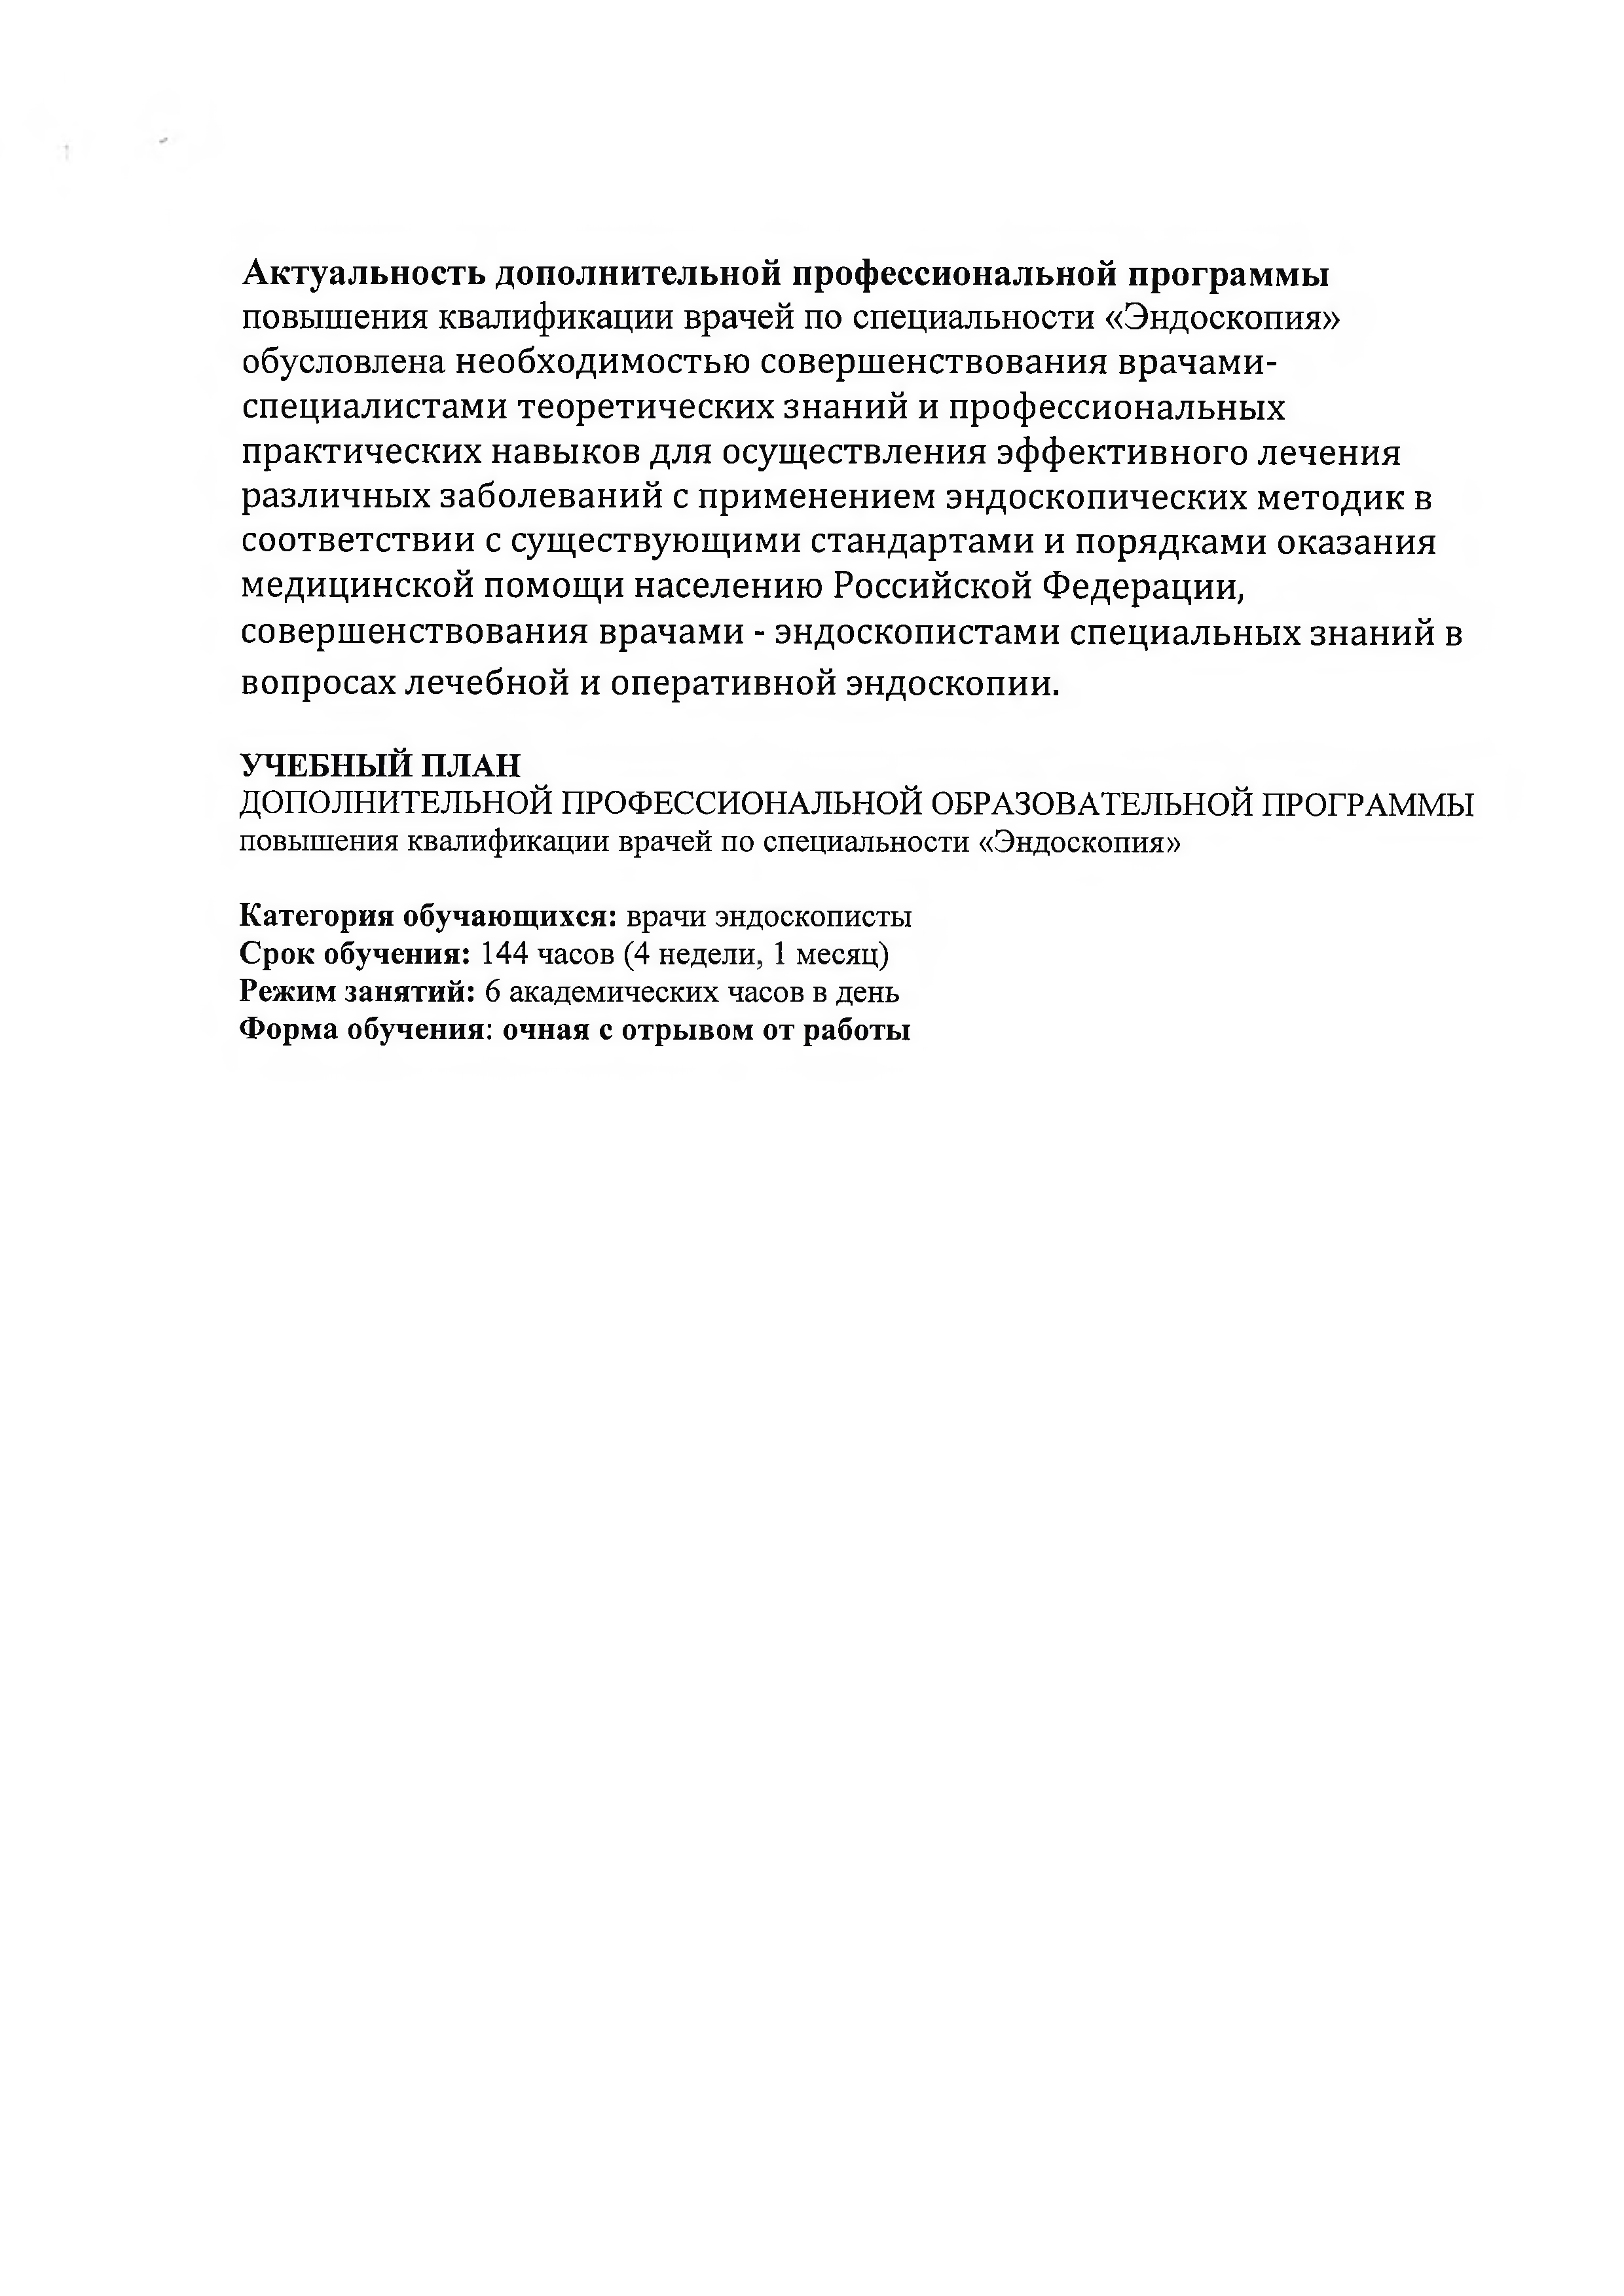 Актуальность дополнительной профессиональной программы
повышения квалификации врачей по специальности «Эндоскопия»
обусловлена необходимостью совершенствования врачами-
специалистами теоретических знаний и профессиональных
практических навыков для осуществления эффективного лечения
различных заболеваний с применением эндоскопических методик в
соответствии с существующими стандартами и порядками оказания
медицинской помощи населению Российской Федерации,
совершенствования врачами - эндоскопистами специальных знаний в
вопросах лечебной и оперативной эндоскопии.
УЧЕБНЫЙ ПЛАН
ДОПОЛНИТЕЛЬНОЙ ПРОФЕССИОНАЛЬНОЙ ОБРАЗОВАТЕЛЬНОЙ ПРОГРАММЫ
повышения квалификации врачей по специальности «Эндоскопия»
Категория обучающихся: врачи эндоскописты
Срок обучения: 144 часов (4 недели, 1 месяц)
Режим занятий: 6 академических часов в день
Форма обучения: очная с отрывом от работы